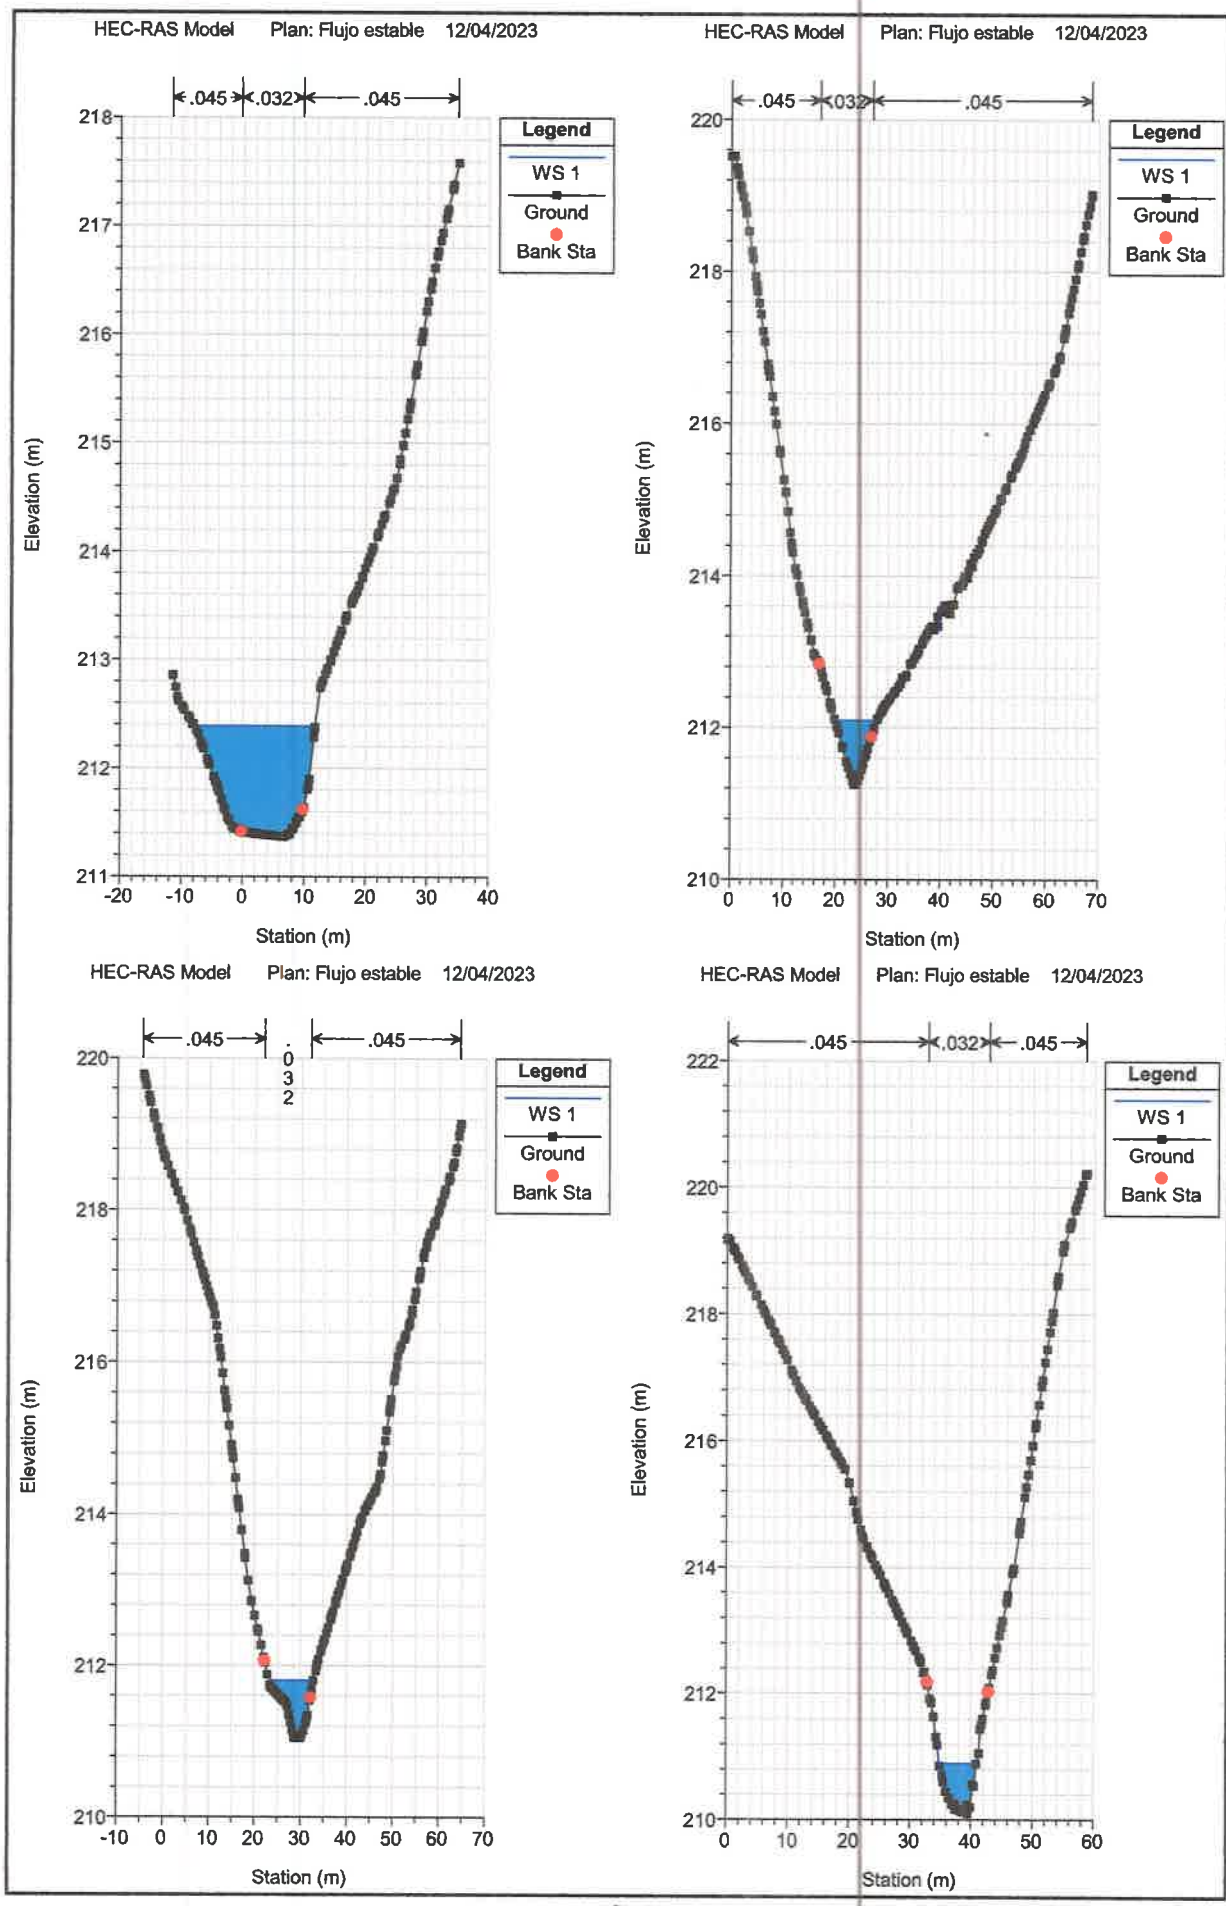 HEC-RAS Model Plan: Flujo estable 12/04/2023
.045 .032 .045
218
217
216
215
214
213
212
211
-20 -10 0 10 20 30 40
Elevation (m)
Station (m)
Legend
WS 1
Ground
Bank Sta
HEC-RAS Model Plan: Flujo estable 12/04/2023
.045 .032 .045
220
218
216
214
212
210
0 10 20 30 40 50 60 70
Elevation (m)
Station (m)
Legend
WS 1
Ground
Bank Sta
HEC-RAS Model Plan: Flujo estable 12/04/2023
.045 .032 .045
220
218
216
214
212
210
-10 0 10 20 30 40 50 60 70
Elevation (m)
Station (m)
Legend
WS 1
Ground
Bank Sta
HEC-RAS Model Plan: Flujo estable 12/04/2023
.045 .032 .045
222
220
218
216
214
212
210
0 10 20 30 40 50 60
Elevation (m)
Station (m)
Legend
WS 1
Ground
Bank Sta